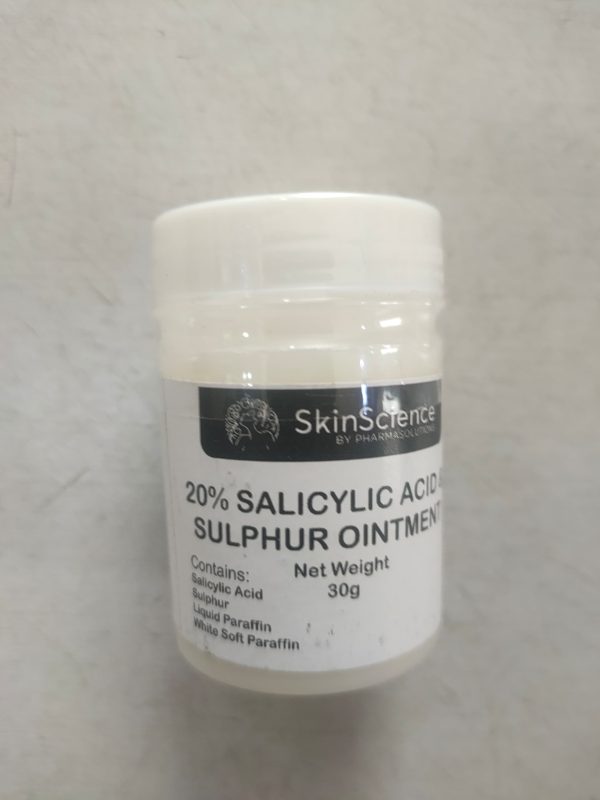 SkinScience
BY PHARMASOLUTIONS
20% SALICYLIC ACID &
SULPHUR OINTMENT
Contains:
Salicylic Acid
Sulphur
Liquid Paraffin
White Soft Paraffin
Net Weight
30g